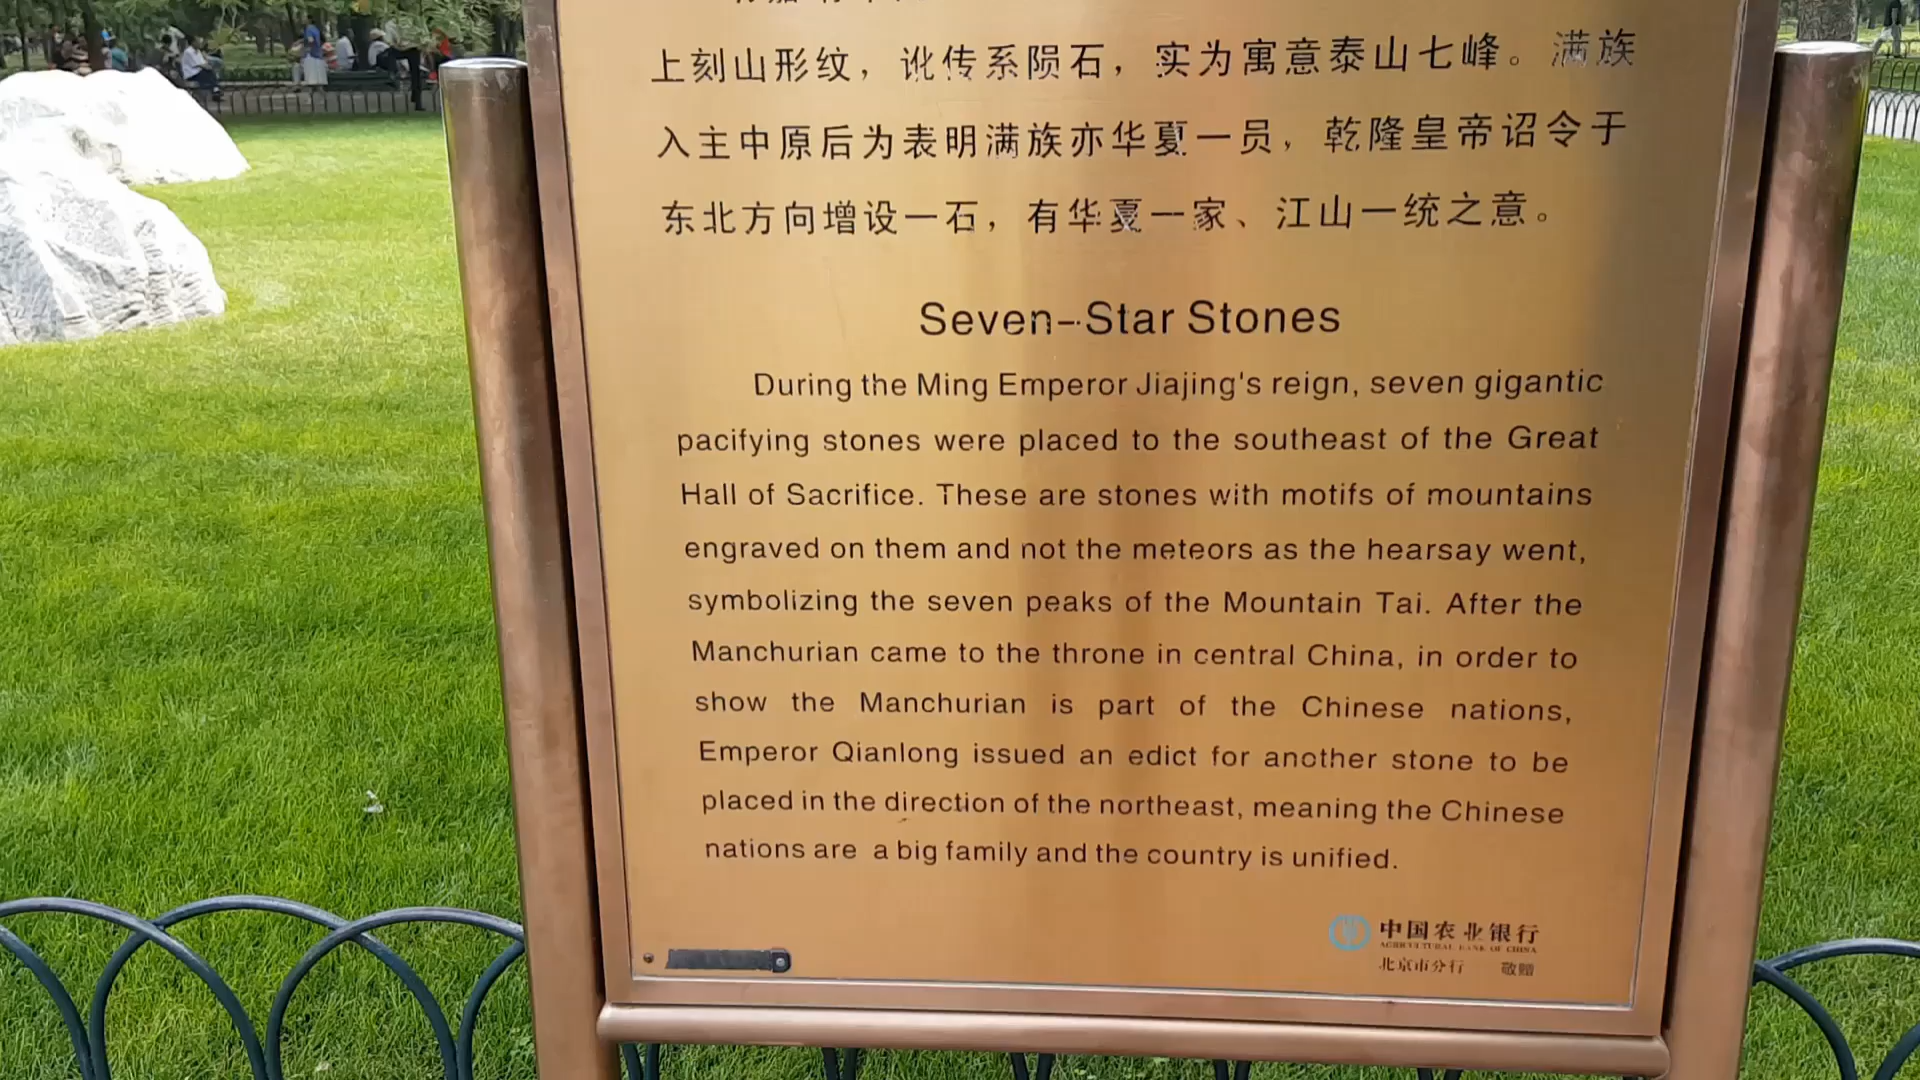 上刻山形纹，讹传系陨石，实为寓意泰山七峰。满族
入主中原后为表明满族亦华夏一员，乾隆皇帝诏令于
东北方向增设一石，有华夏一家、江山一统之意。
Seven-Star Stones
During the Ming Emperor Jiajing's reign, seven gigantic
pacifying stones were placed to the southeast of the Great
Hall of Sacrifice. These are stones with motifs of mountains
engraved on them and not the meteors as the hearsay went,
symbolizing the seven peaks of the Mountain Tai. After the
Manchurian came to the throne in central China, in order to
show the Manchurian is part of the Chinese nations,
Emperor Qianlong issued an edict for another stone to be
placed in the direction of the northeast, meaning the Chinese
nations are a big family and the country is unified.
中国农业银行
AGRICULTURAL BANK OF CHINA
北京市分行 敬赠